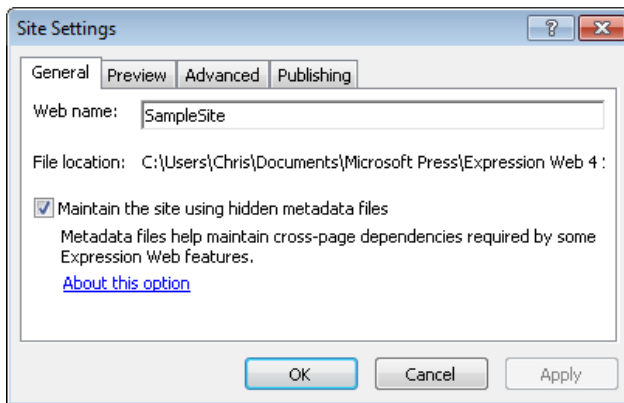 Site Settings
General Preview Advanced Publishing
Web name: SampleSite
File location: C:\Users\Chris\Documents\Microsoft Press\Expression Web 4
Maintain the site using hidden metadata files
Metadata files help maintain cross-page dependencies required by some
Expression Web features.
About this option
OK Cancel Apply